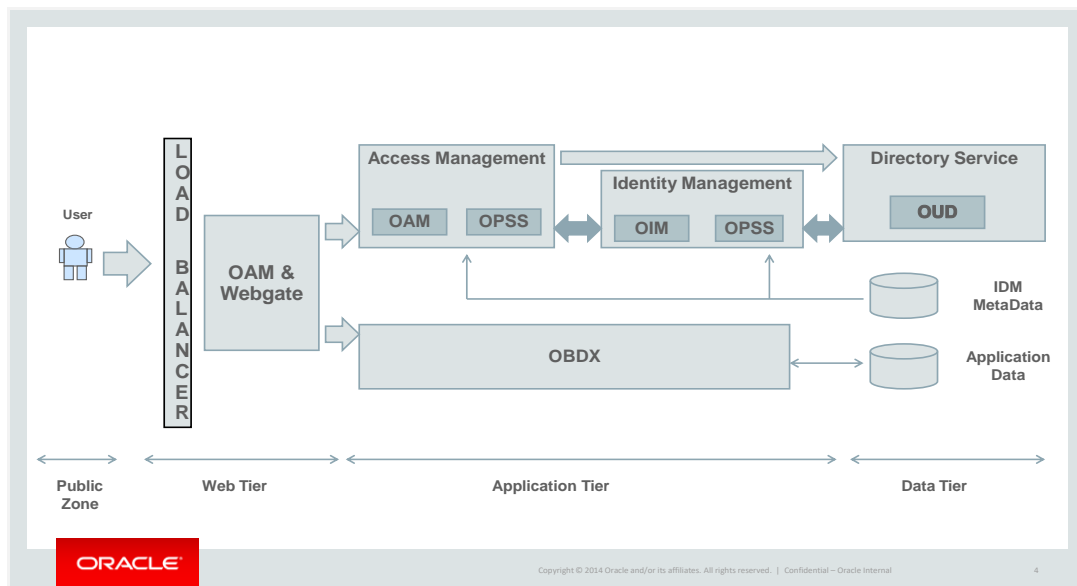 User
LOAD BALANCER
OAM &
Webgate
Access Management
OAM
OPSS
Identity Management
OIM
OPSS
Directory Service
OUD
IDM
MetaData
OBDX
Application
Data
Public
Zone
Web Tier
Application Tier
Data Tier
ORACLE
Copyright © 2014 Oracle and/or its affiliates. All rights reserved. | Confidential – Oracle Internal
4